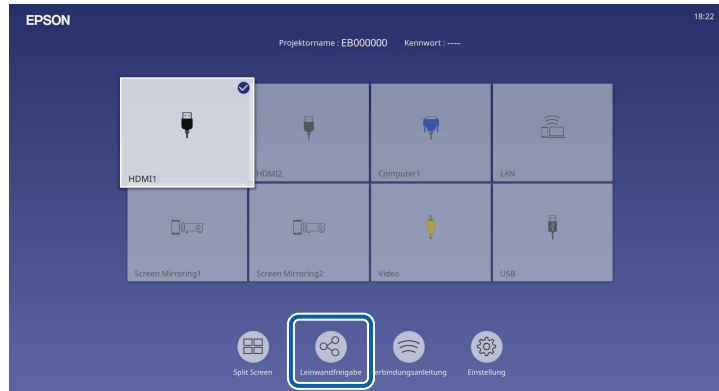 EPSON
18:22
Projektorname : EB000000 Kennwort : ----
HDMI1
HDMI2
Computer1
LAN
Screen Mirroring1
Screen Mirroring2
Video
USB
Split Screen
Leinwandfreigabe
erbindungsanleitung
Einstellung